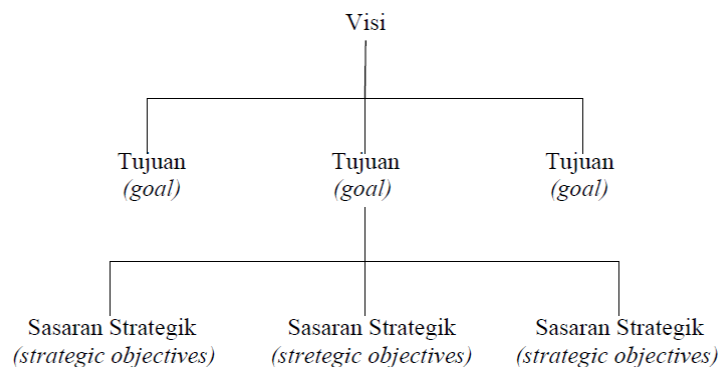 Visi
Tujuan Tujuan Tujuan
(goal) (goal) (goal)
Sasaran Strategik Sasaran Strategik Sasaran Strategik
(strategic objectives) (stretegic objectives) (strategic objectives)